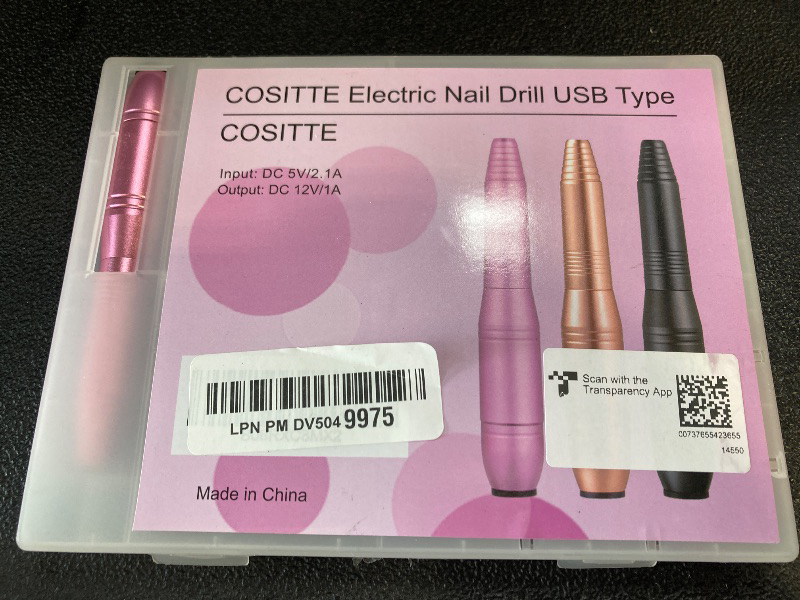 COSITTE Electric Nail Drill USB Type
COSITTE
Input: DC 5V/2.1A
Output: DC 12V/1A
LPN PM DV504 9975
Scan with the
Transparency App
00737655423655
14550
Made in China